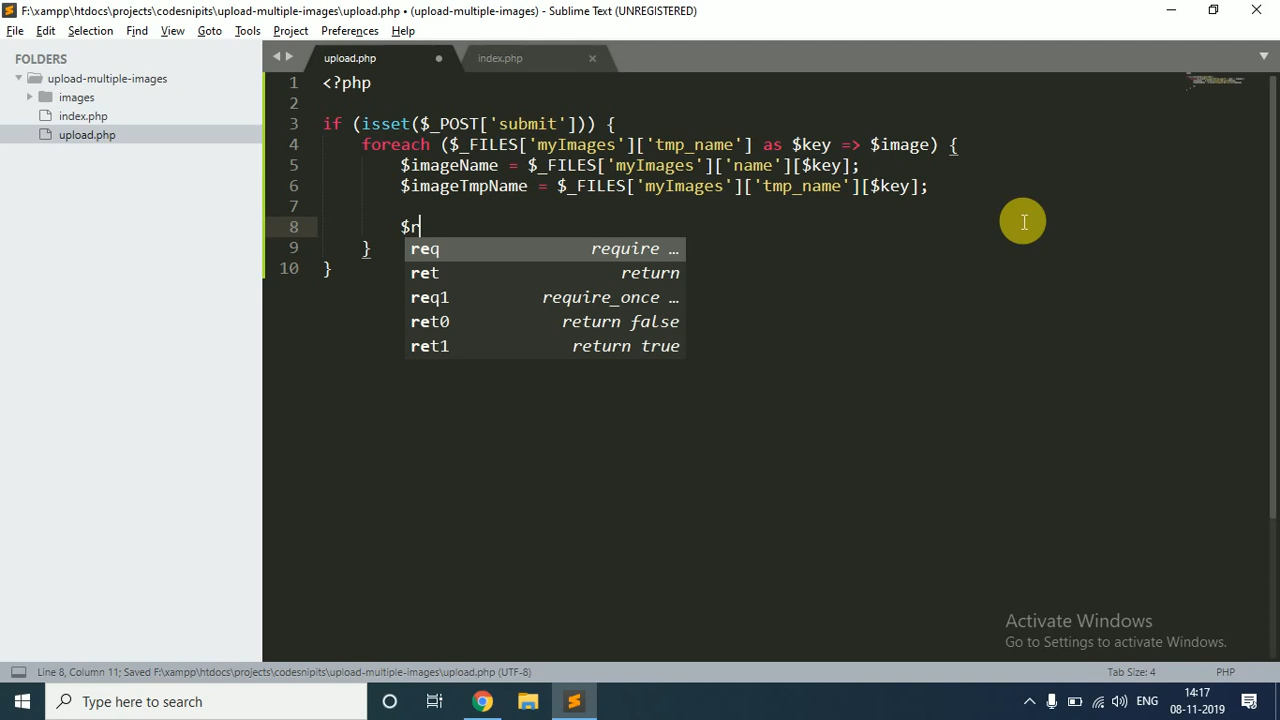 F:\xampp\htdocs\projects\codesnipits\upload-multiple-images\upload.php • (upload-multiple-images) - Sublime Text (UNREGISTERED)
File Edit Selection Find View Goto Tools Project Preferences Help
FOLDERS
upload-multiple-images
images
index.php
upload.php
upload.php index.php
1 <?php
2
3 if (isset($_POST['submit'])) {
4 foreach ($_FILES['myImages']['tmp_name'] as $key => $image) {
5 $imageName = $_FILES['myImages']['name'][$key];
6 $imageTmpName = $_FILES['myImages']['tmp_name'][$key];
7
8 $r
9 }
10 }
req require …
ret return
req1 require_once …
ret0 return false
ret1 return true
Activate Windows
Go to Settings to activate Windows.
Line 8, Column 11; Saved F:\xampp\htdocs\projects\codesnipits\upload-multiple-images\upload.php (UTF-8) Tab Size: 4 PHP
Type here to search
ENG
14:17
08-11-2019